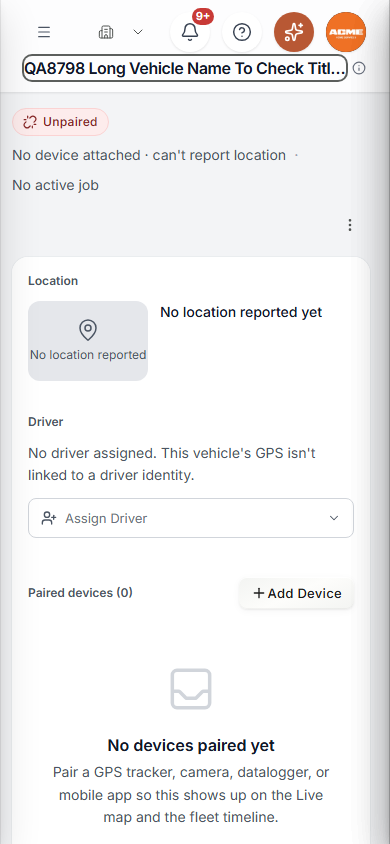 9+
ACME
QA8798 Long Vehicle Name To Check Titl...
Unpaired
No device attached · can't report location ·
No active job
Location
No location reported
No location reported yet
Driver
No driver assigned. This vehicle's GPS isn't
linked to a driver identity.
Assign Driver
Paired devices (0)
Add Device
No devices paired yet
Pair a GPS tracker, camera, datalogger, or
mobile app so this shows up on the Live
map and the fleet timeline.